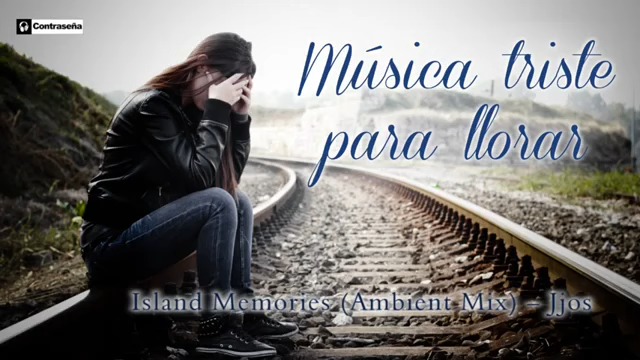 Contraseña
Música triste
para llorar
Island Memories (Ambient Mix) – Jjos